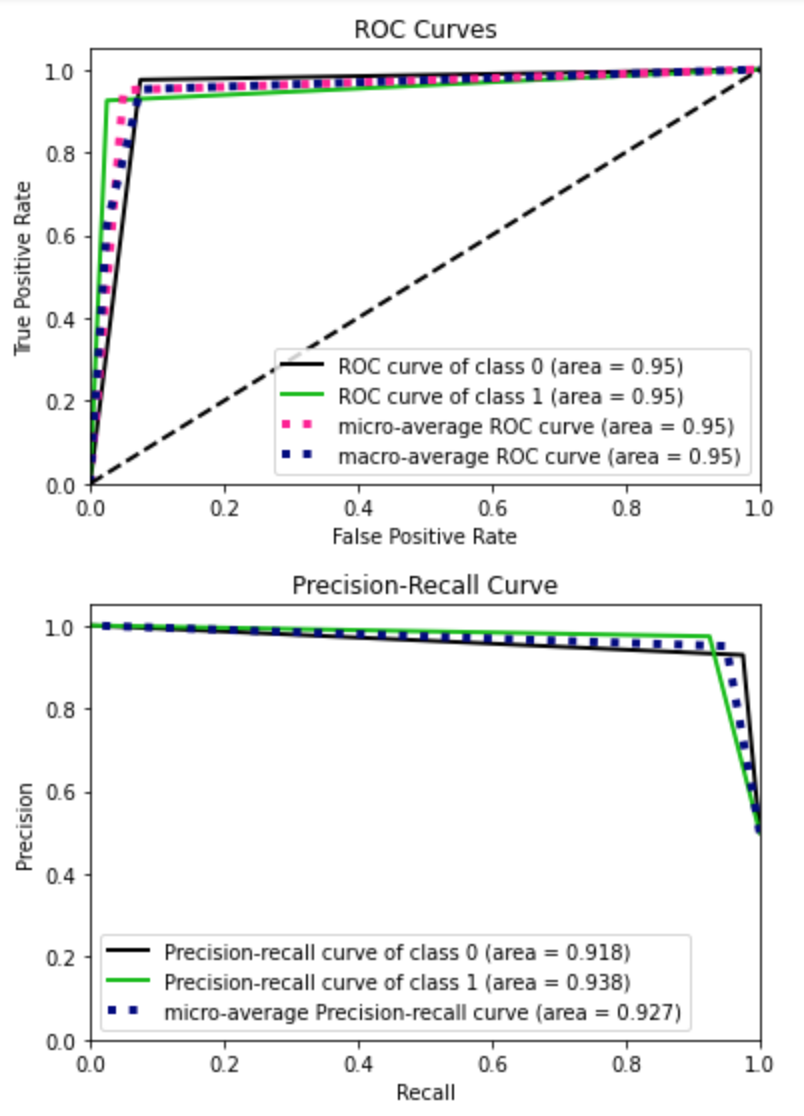 ROC Curves
1.0
0.8
0.6
0.4
0.2
0.0
True Positive Rate
ROC curve of class 0 (area = 0.95)
ROC curve of class 1 (area = 0.95)
micro-average ROC curve (area = 0.95)
macro-average ROC curve (area = 0.95)
0.0 0.2 0.4 0.6 0.8 1.0
False Positive Rate
Precision-Recall Curve
1.0
0.8
0.6
0.4
0.2
0.0
Precision
Precision-recall curve of class 0 (area = 0.918)
Precision-recall curve of class 1 (area = 0.938)
micro-average Precision-recall curve (area = 0.927)
0.0 0.2 0.4 0.6 0.8 1.0
Recall